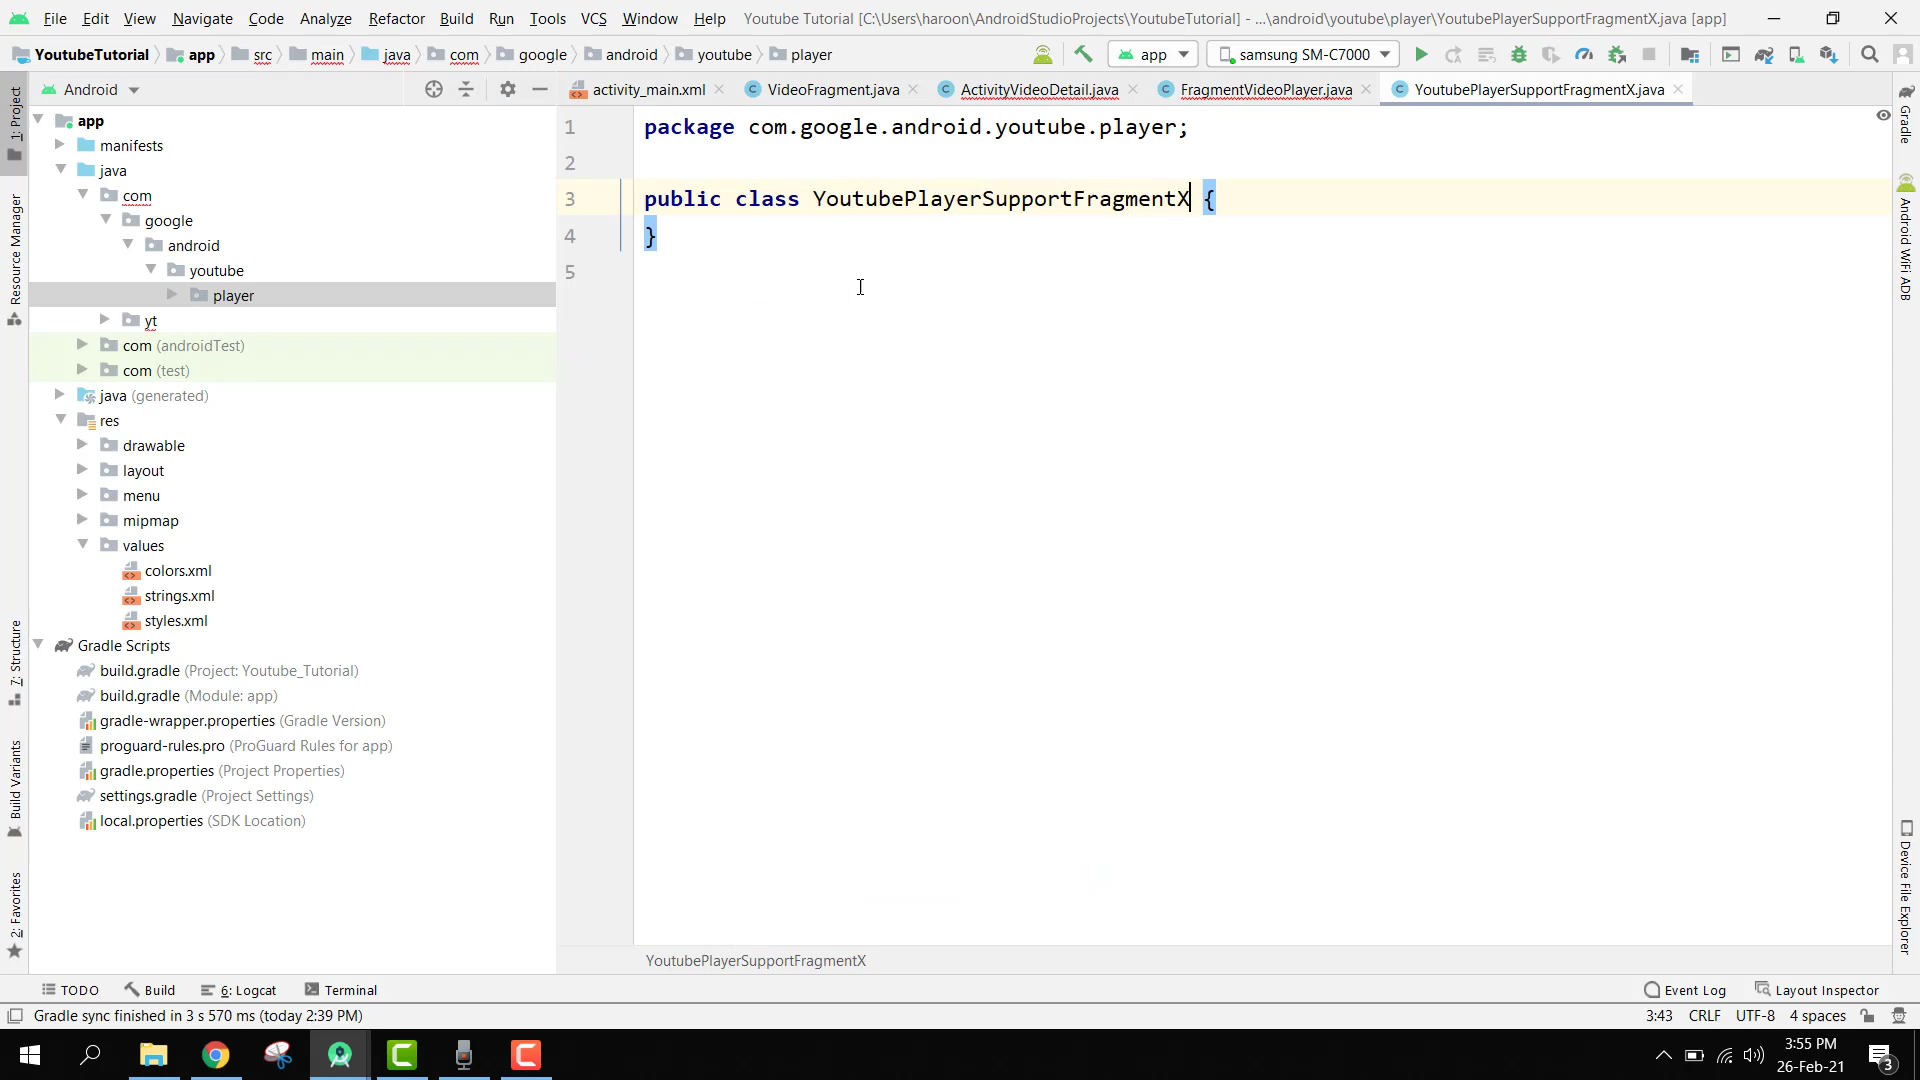 File Edit View Navigate Code Analyze Refactor Build Run Tools VCS Window Help Youtube Tutorial [C:\Users\haroon\AndroidStudioProjects\YoutubeTutorial] - ...\android\youtube\player\YoutubePlayerSupportFragmentX.java [app]
YoutubeTutorial app src main java com google android youtube player app samsung SM-C7000
Android activity_main.xml VideoFragment.java ActivityVideoDetail.java FragmentVideoPlayer.java YoutubePlayerSupportFragmentX.java
1: Project
Resource Manager
7: Structure
Build Variants
2: Favorites
app
manifests
java
com
google
android
youtube
player
yt
com (androidTest)
com (test)
java (generated)
res
drawable
layout
menu
mipmap
values
colors.xml
strings.xml
styles.xml
Gradle Scripts
build.gradle (Project: Youtube_Tutorial)
build.gradle (Module: app)
gradle-wrapper.properties (Gradle Version)
proguard-rules.pro (ProGuard Rules for app)
gradle.properties (Project Properties)
settings.gradle (Project Settings)
local.properties (SDK Location)
1 package com.google.android.youtube.player;
2
3 public class YoutubePlayerSupportFragmentX {
4 }
5
YoutubePlayerSupportFragmentX
Gradle
Android WiFi ADB
Device File Explorer
TODO Build 6: Logcat Terminal Event Log Layout Inspector
Gradle sync finished in 3 s 570 ms (today 2:39 PM) 3:43 CRLF UTF-8 4 spaces
3:55 PM
26-Feb-21
3